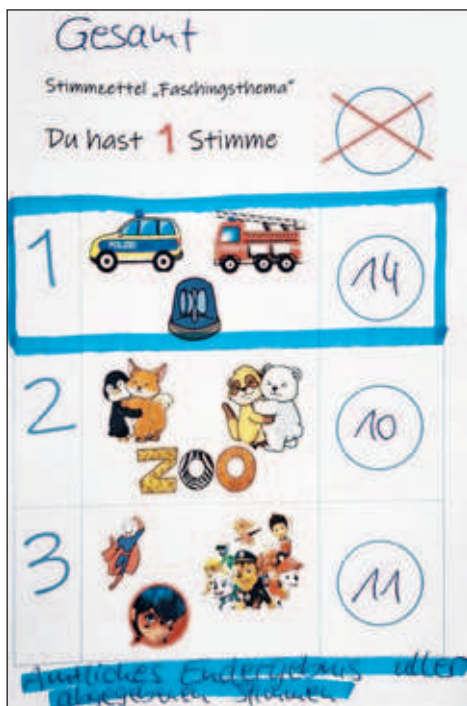 Gesamt
Stimmzettel „Faschingsthema“
Du hast 1 Stimme
1
POLIZEI
14
2
ZOO
10
3
11
Amtliches Endergebnis aller
abgegebenen Stimmen